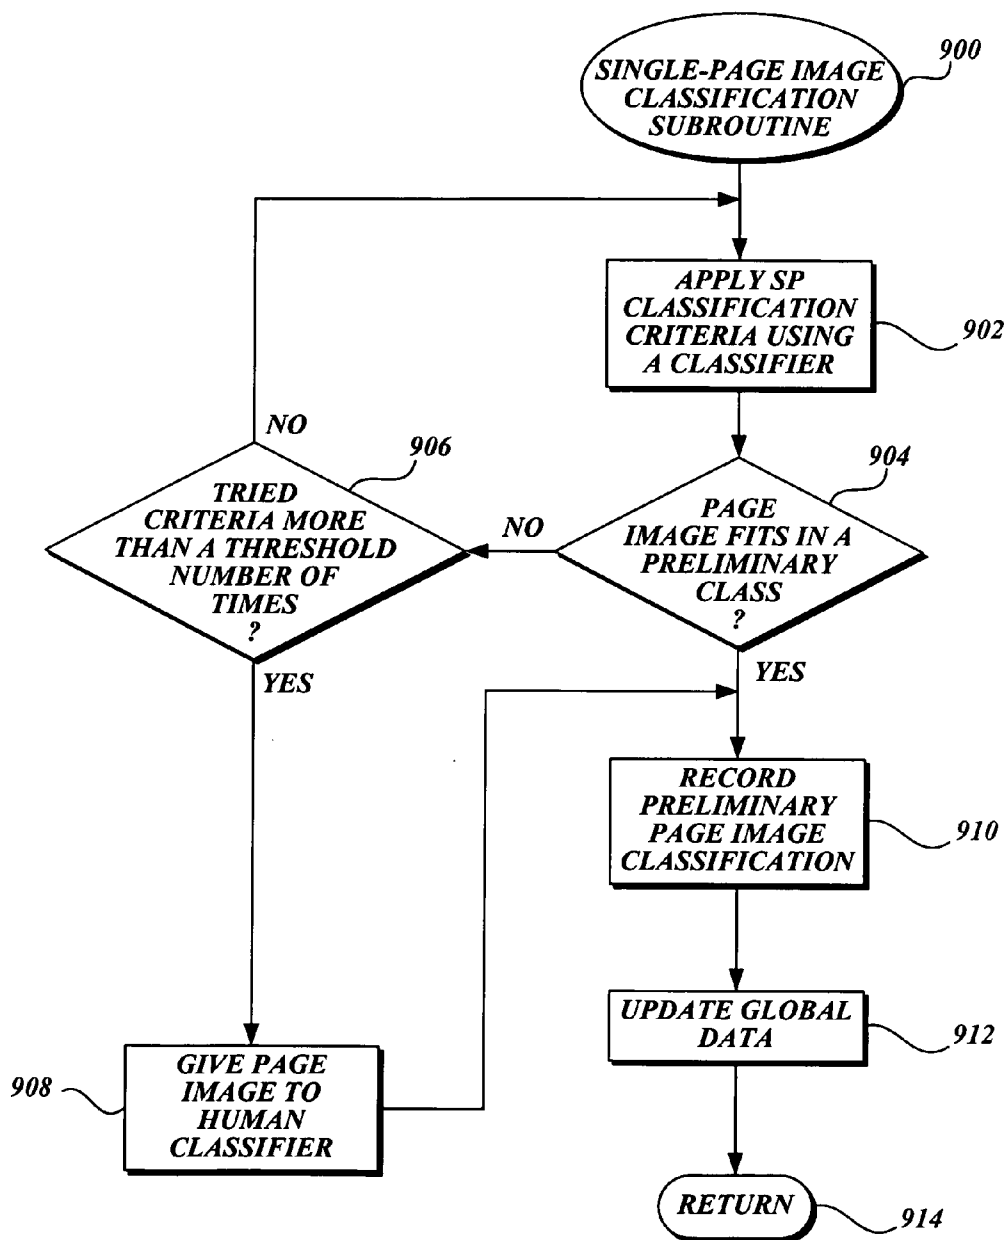 SINGLE-PAGE IMAGE
CLASSIFICATION
SUBROUTINE
900
APPLY SP
CLASSIFICATION
CRITERIA USING
A CLASSIFIER
902
NO
906
TRIED
CRITERIA MORE
THAN A THRESHOLD
NUMBER OF
TIMES
?
NO
904
PAGE
IMAGE FITS IN A
PRELIMINARY
CLASS
?
YES
YES
RECORD
PRELIMINARY
PAGE IMAGE
CLASSIFICATION
910
UPDATE GLOBAL
DATA
912
908
GIVE PAGE
IMAGE TO
HUMAN
CLASSIFIER
RETURN
914